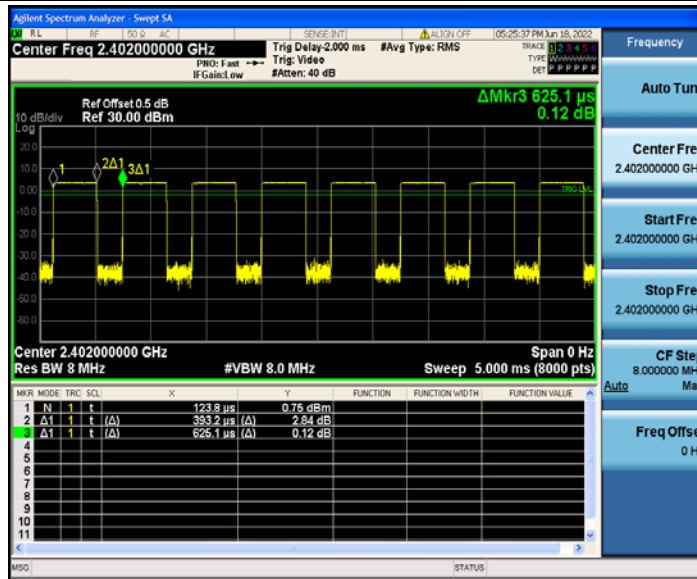 Agilent Spectrum Analyzer - Swept SA
RL RF 50 Ω AC SENSE:INT ALIGN OFF 05:25:37 PM Jun 18, 2022
Center Freq 2.402000000 GHz
PNO: Fast
IFGain:Low
Trig Delay-2.000 ms
Trig: Video
#Atten: 40 dB
#Avg Type: RMS
TRACE 1 2 3 4 5 6
TYPE
DET P P P P P P
ΔMkr3 625.1 µs
0.12 dB
Ref Offset 0.5 dB
10 dB/div Ref 30.00 dBm
Log
20.0
10.0
0.00
-10.0
-20.0
-30.0
-40.0
-50.0
-60.0
1
2Δ1
3Δ1
TRIG LVL
Center 2.402000000 GHz Span 0 Hz
Res BW 8 MHz #VBW 8.0 MHz Sweep 5.000 ms (8000 pts)
MKR MODE TRC SCL X Y FUNCTION FUNCTION WIDTH FUNCTION VALUE
1 N 1 t 123.8 µs 0.75 dBm
2 Δ1 1 t (Δ) 393.2 µs (Δ) 2.84 dB
3 Δ1 1 t (Δ) 625.1 µs (Δ) 0.12 dB
4
5
6
7
8
9
10
11
MSG STATUS
Frequency
Auto Tun
Center Fre
2.402000000 GH
Start Fre
2.402000000 GH
Stop Fre
2.402000000 GH
CF Ste
8.000000 MH
Auto Ma
Freq Offse
0 H